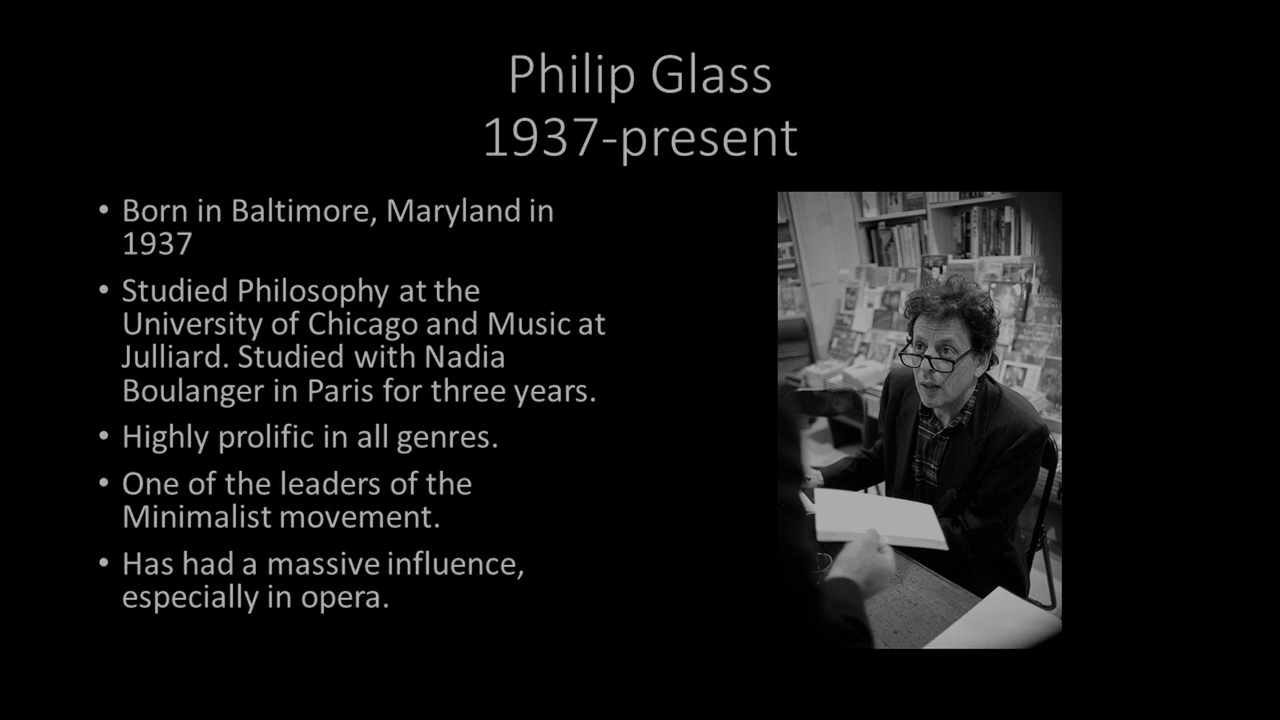 Philip Glass
1937-present
• Born in Baltimore, Maryland in
1937
• Studied Philosophy at the
University of Chicago and Music at
Julliard. Studied with Nadia
Boulanger in Paris for three years.
• Highly prolific in all genres.
• One of the leaders of the
Minimalist movement.
• Has had a massive influence,
especially in opera.